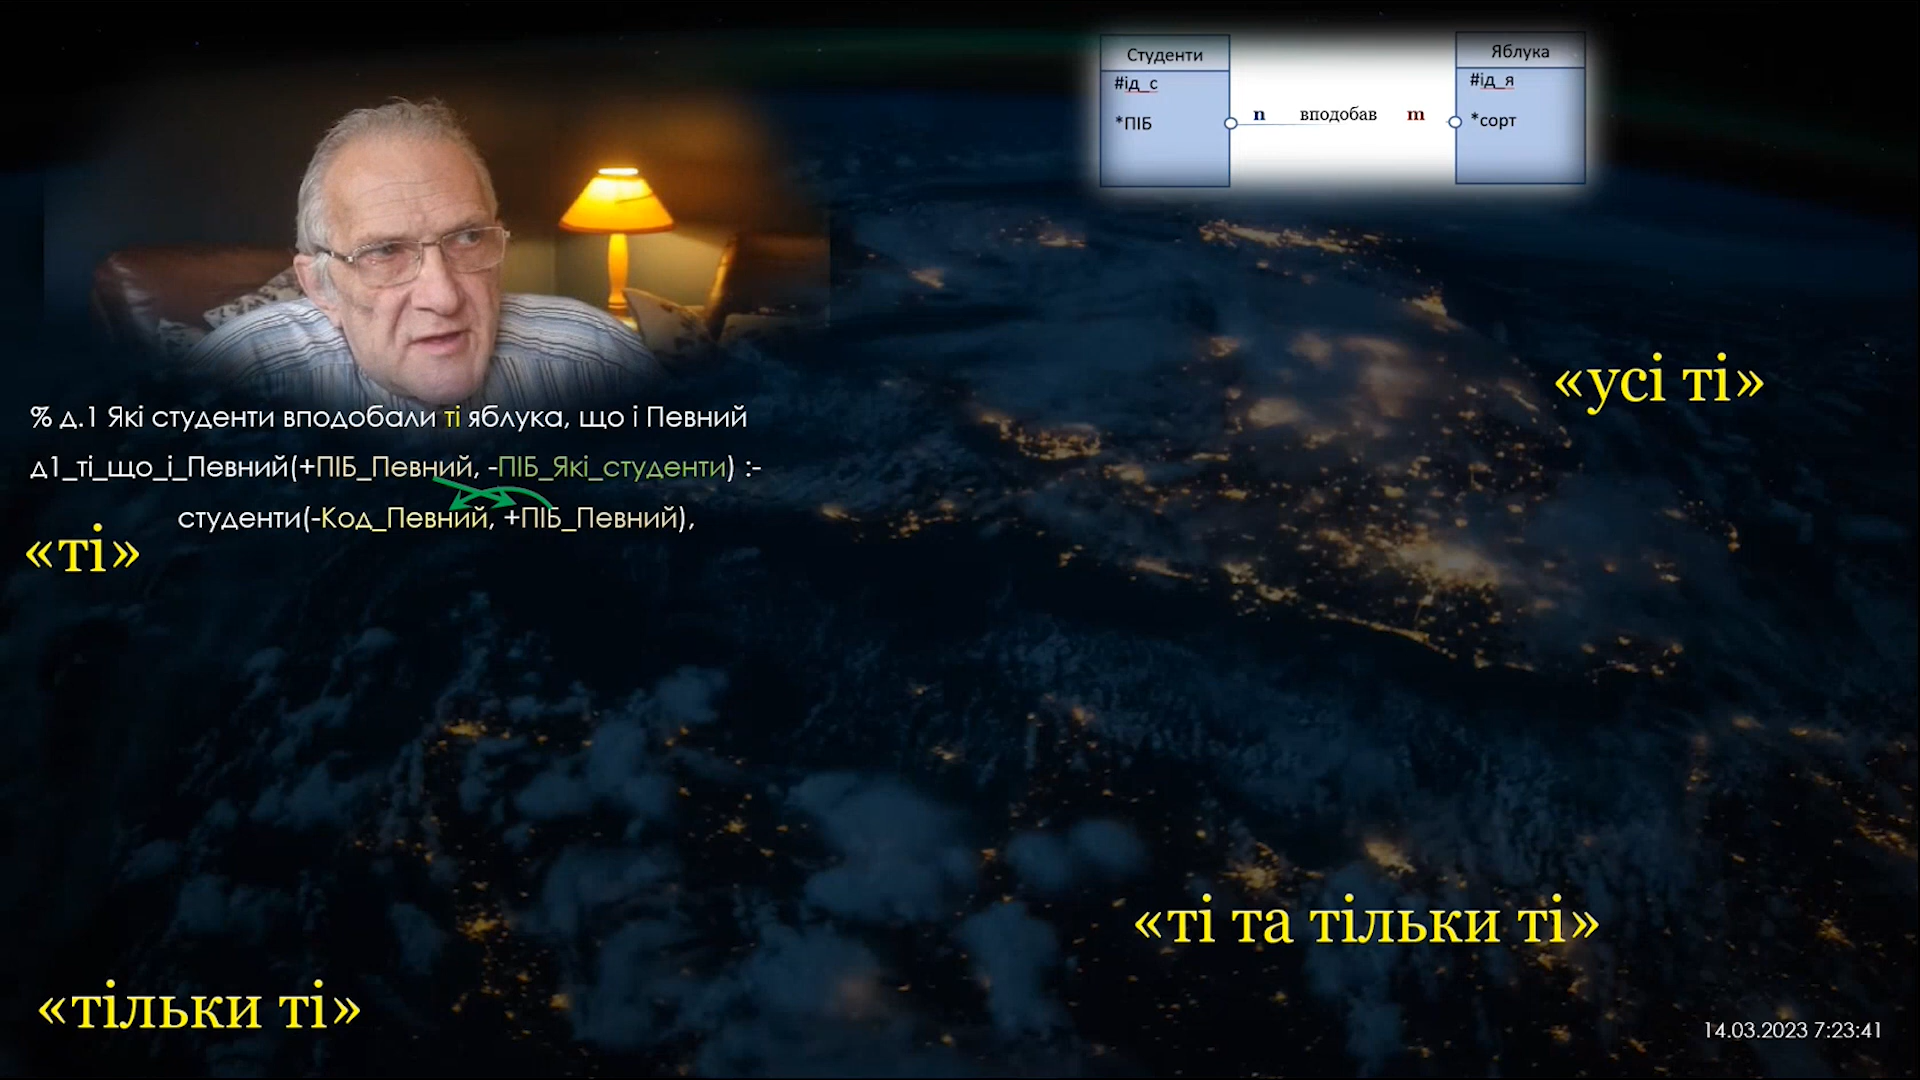 Студенти
#ід_с
*ПІБ
n вподобав m
Яблука
#ід_я
*сорт
«усі ті»
% д.1 Які студенти вподобали ті яблука, що і Певний
д1_ті_що_і_Певний(+ПІБ_Певний, -ПІБ_Які_студенти) :-
студенти(-Код_Певний, +ПІБ_Певний),
«ті»
«ті та тільки ті»
«тільки ті»
14.03.2023 7:23:41